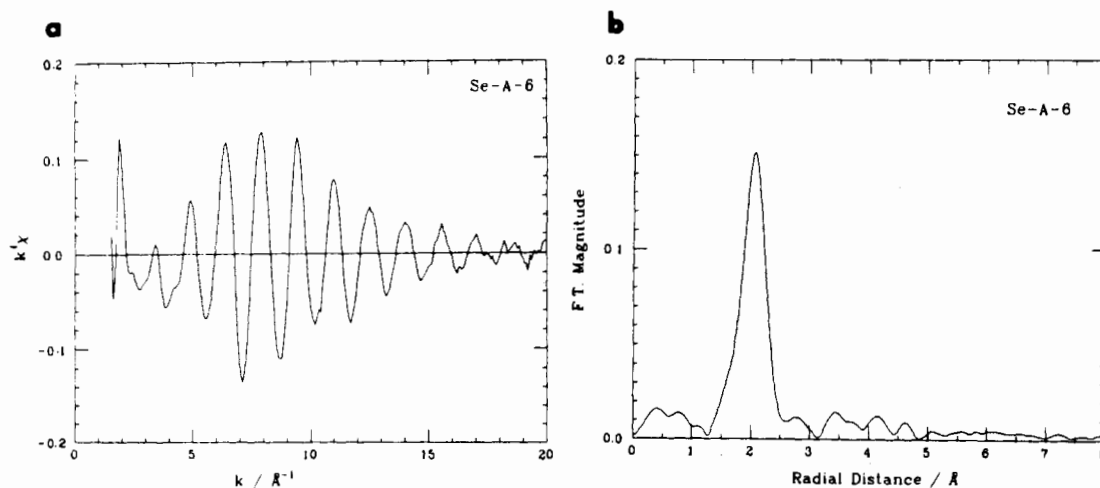 a
0.2
0.1
0.0
-0.1
-0.2
k¹χ
Se-A-6
0 5 10 15 20
k / Å⁻¹
b
0.2
0.1
0.0
FT. Magnitude
Se-A-6
0 1 2 3 4 5 6 7
Radial Distance / Å